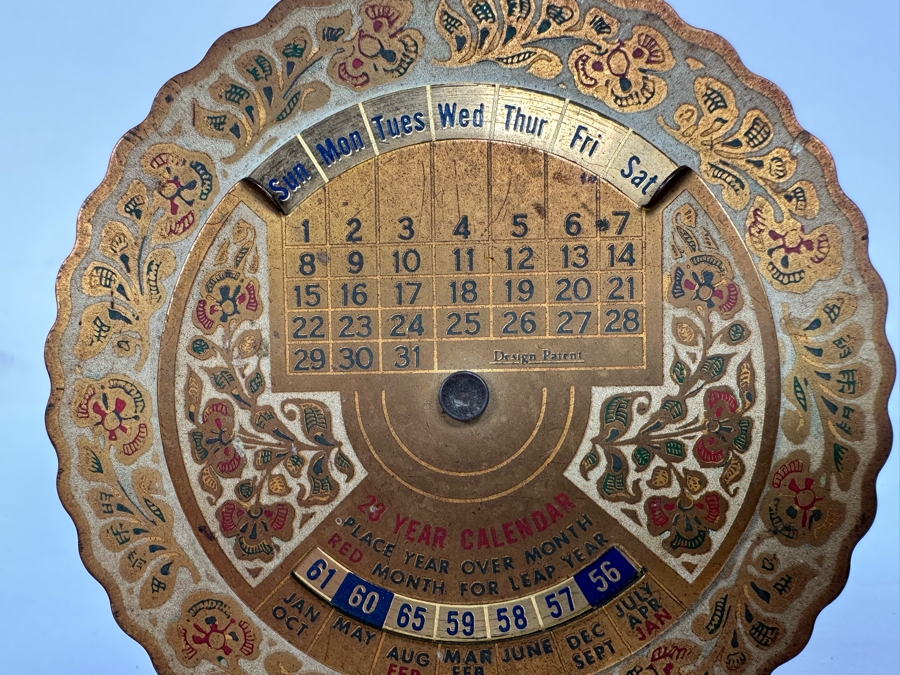 Sun Mon Tues Wed Thur Fri Sat
1 2 3 4 5 6 7
8 9 10 11 12 13 14
15 16 17 18 19 20 21
22 23 24 25 26 27 28
29 30 31 Design Patent
28 YEAR CALENDAR
PLACE YEAR OVER MONTH
RED MONTH FOR LEAP YEAR
61 60 65 59 58 57 56
JAN MAY AUG MAR JUNE DEC JULY
OCT FEB FEB SEPT APR
JAN